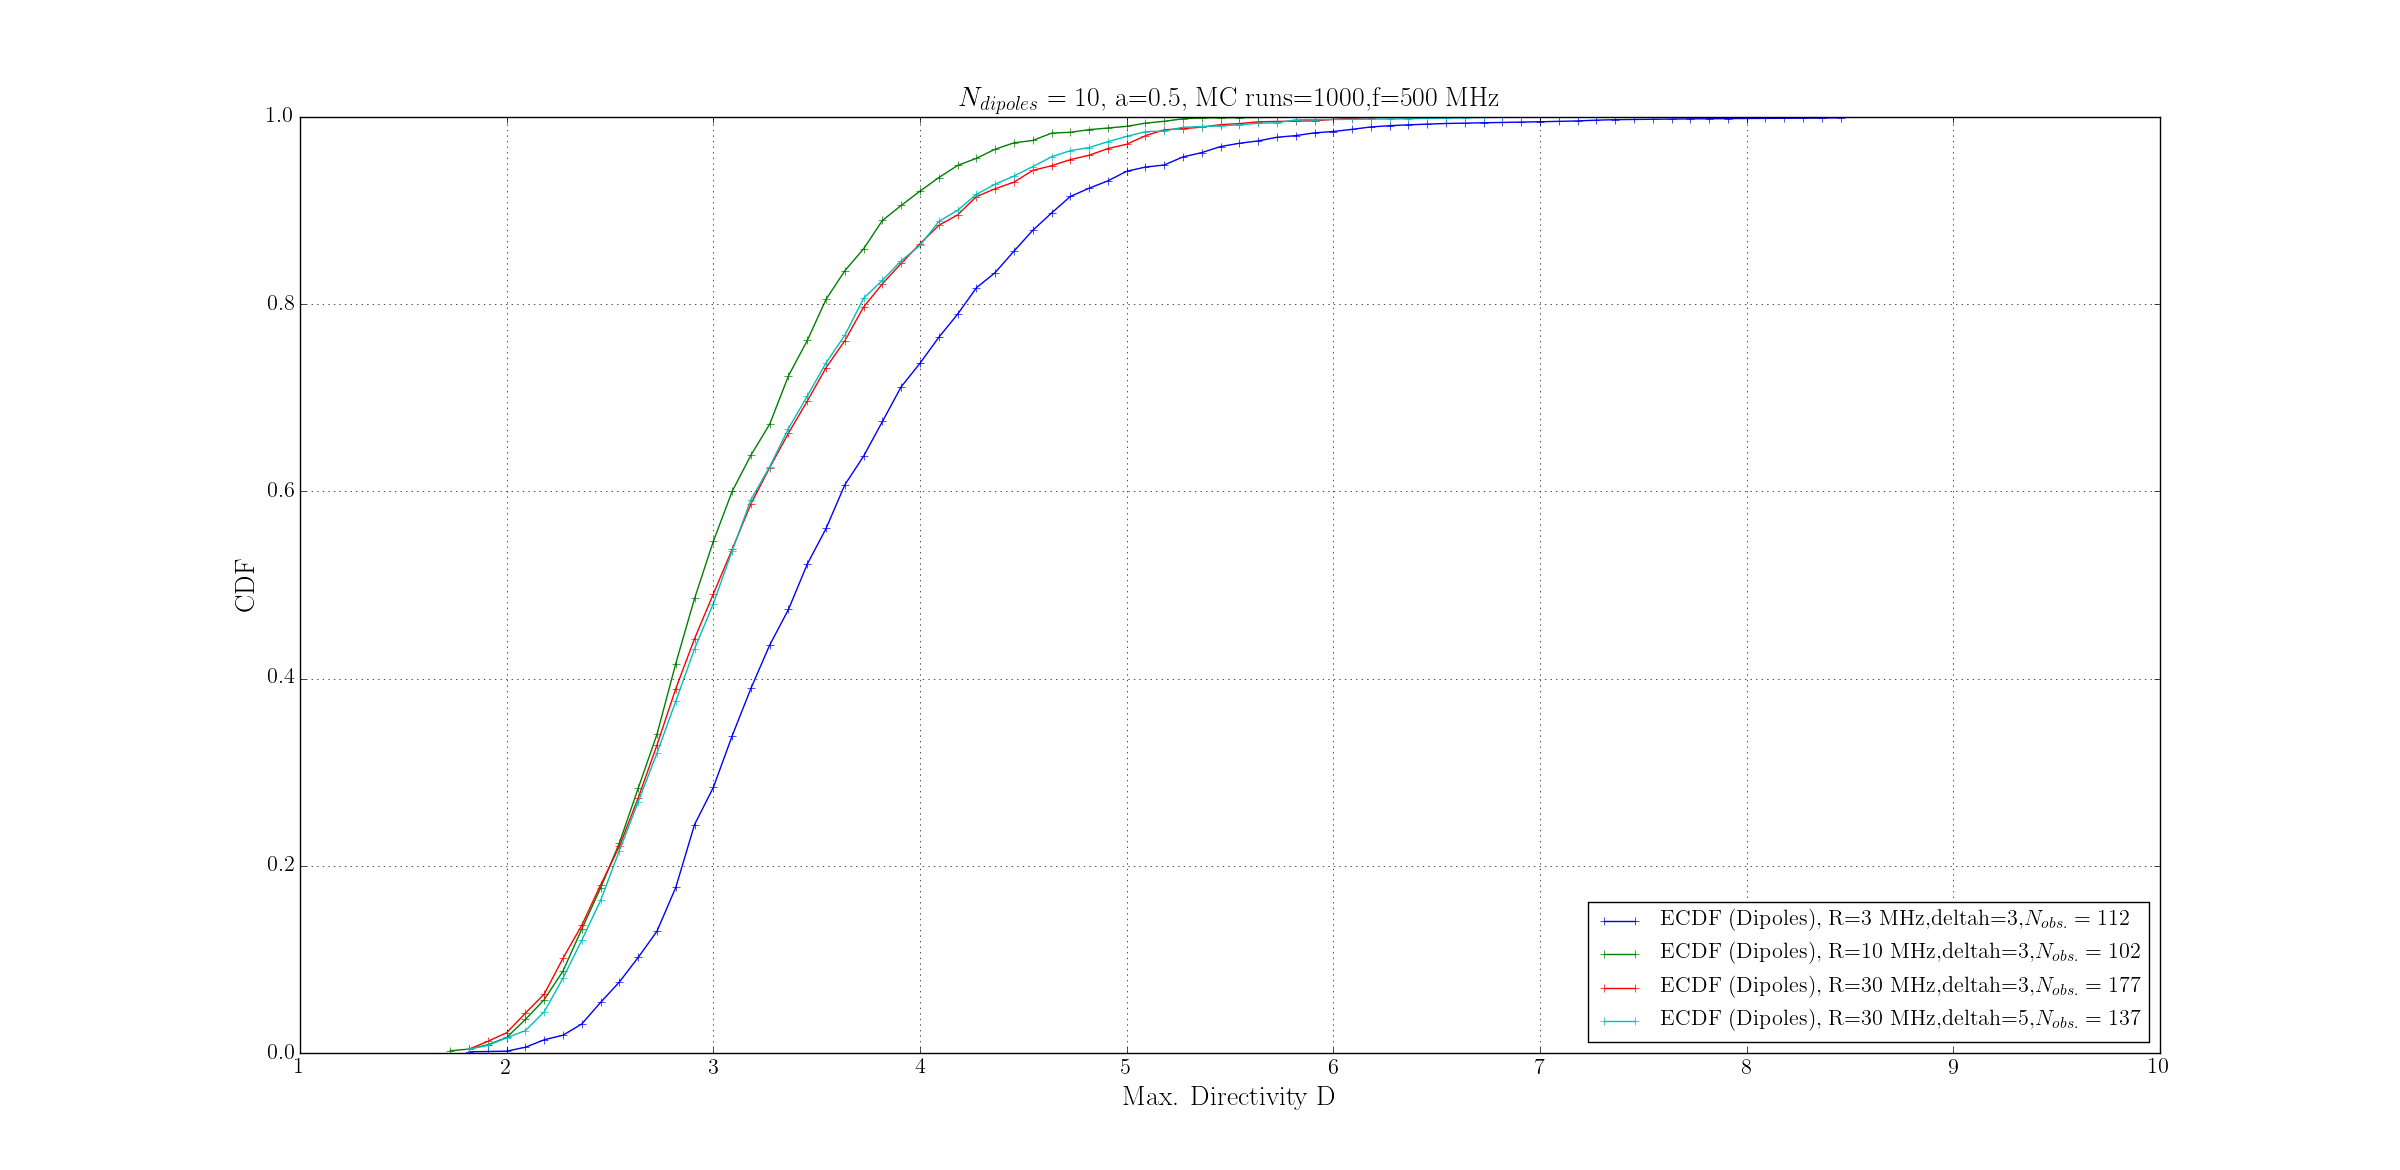 N_dipoles = 10, a=0.5, MC runs=1000,f=500 MHz
1.0
0.8
0.6
0.4
0.2
0.0
CDF
1 2 3 4 5 6 7 8 9 10
Max. Directivity D
ECDF (Dipoles), R=3 MHz,deltah=3,N_obs. = 112
ECDF (Dipoles), R=10 MHz,deltah=3,N_obs. = 102
ECDF (Dipoles), R=30 MHz,deltah=3,N_obs. = 177
ECDF (Dipoles), R=30 MHz,deltah=5,N_obs. = 137